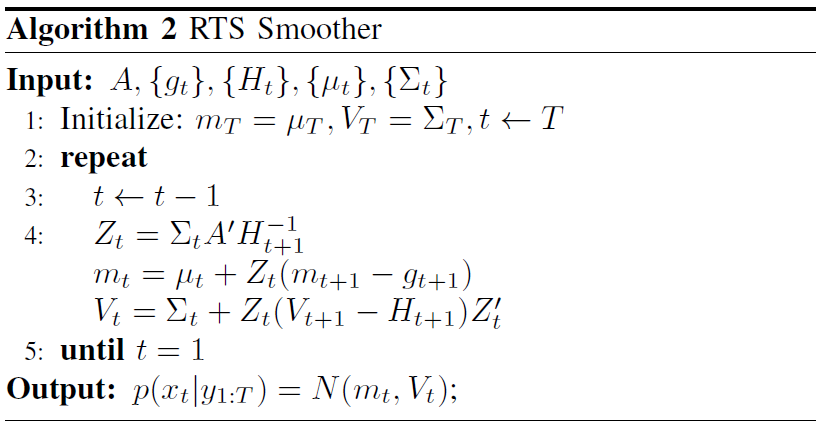 Algorithm 2 RTS Smoother
Input: A, {g_t}, {H_t}, {μ_t}, {Σ_t}
1: Initialize: m_T = μ_T, V_T = Σ_T, t ← T
2: repeat
3: t ← t − 1
4: Z_t = Σ_t A′ H_{t+1}^{−1}
m_t = μ_t + Z_t(m_{t+1} − g_{t+1})
V_t = Σ_t + Z_t(V_{t+1} − H_{t+1})Z′_t
5: until t = 1
Output: p(x_t|y_{1:T}) = N(m_t, V_t);